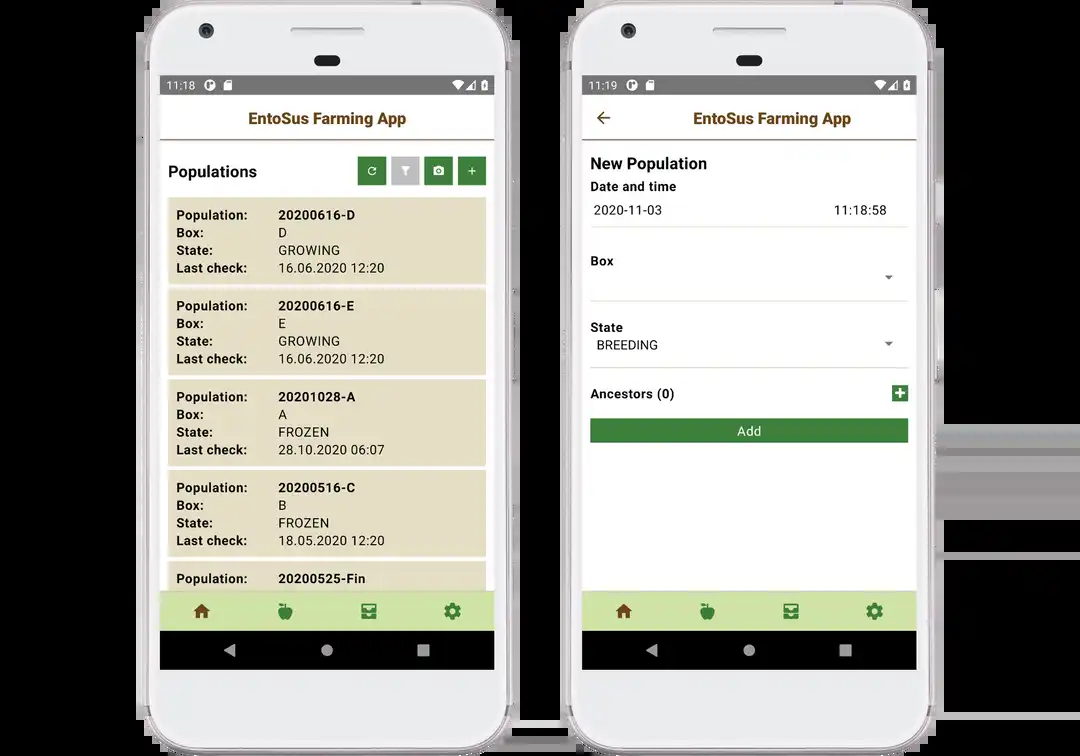 11:18
EntoSus Farming App
Populations
Population: 20200616-D
Box: D
State: GROWING
Last check: 16.06.2020 12:20
Population: 20200616-E
Box: E
State: GROWING
Last check: 16.06.2020 12:20
Population: 20201028-A
Box: A
State: FROZEN
Last check: 28.10.2020 06:07
Population: 20200516-C
Box: B
State: FROZEN
Last check: 18.05.2020 12:20
Population: 20200525-Fin
11:19
EntoSus Farming App
New Population
Date and time
2020-11-03 11:18:58
Box
State
BREEDING
Ancestors (0)
Add